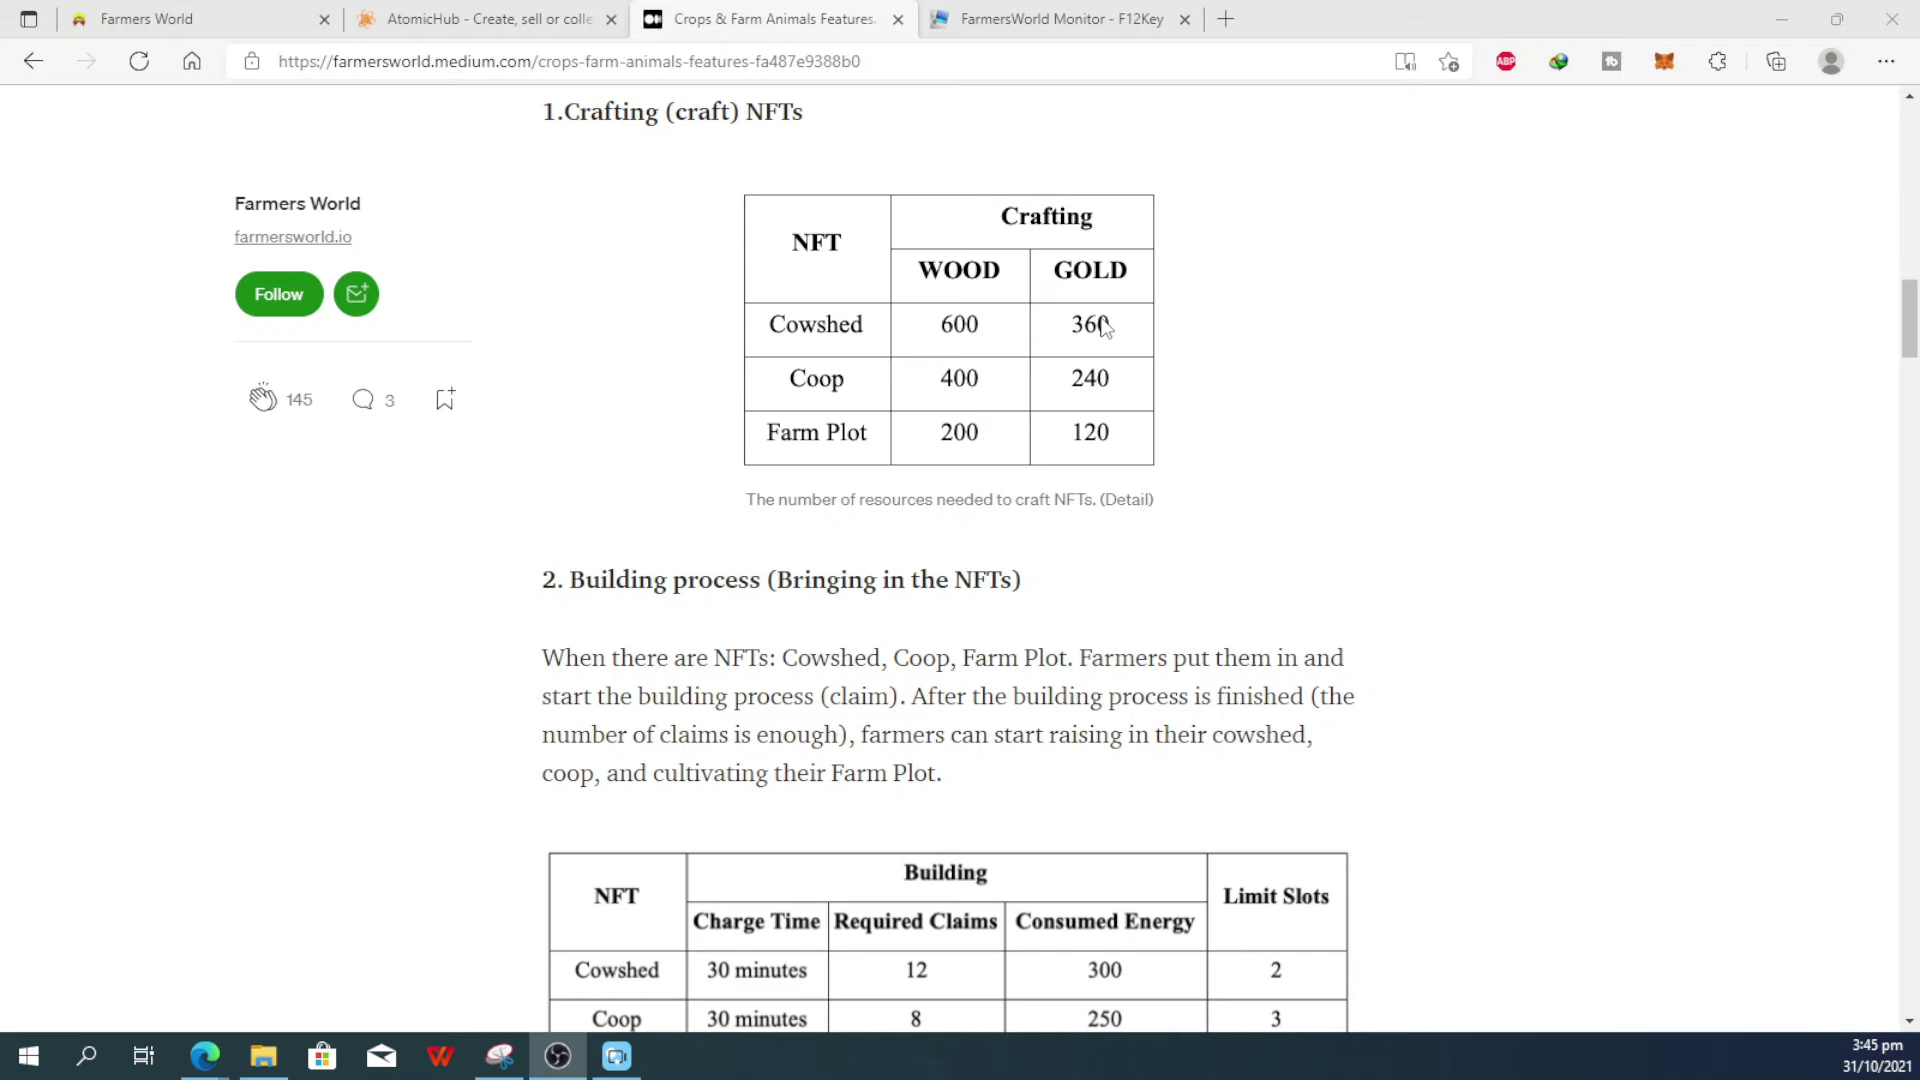 Farmers World
AtomicHub - Create, sell or colle
Crops & Farm Animals Features.
FarmersWorld Monitor - F12Key
https://farmersworld.medium.com/crops-farm-animals-features-fa487e9388b0
ABP
1.Crafting (craft) NFTs
Farmers World
farmersworld.io
Follow
145
3
NFT
Crafting
WOOD
GOLD
Cowshed
600
360
Coop
400
240
Farm Plot
200
120
The number of resources needed to craft NFTs. (Detail)
2. Building process (Bringing in the NFTs)
When there are NFTs: Cowshed, Coop, Farm Plot. Farmers put them in and
start the building process (claim). After the building process is finished (the
number of claims is enough), farmers can start raising in their cowshed,
coop, and cultivating their Farm Plot.
NFT
Building
Limit Slots
Charge Time
Required Claims
Consumed Energy
Cowshed
30 minutes
12
300
2
Coop
30 minutes
8
250
3
3:45 pm
31/10/2021